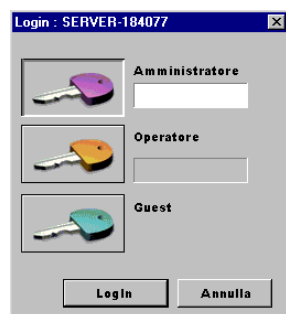 Login : SERVER-184077
Amministratore
Operatore
Guest
Login Annulla